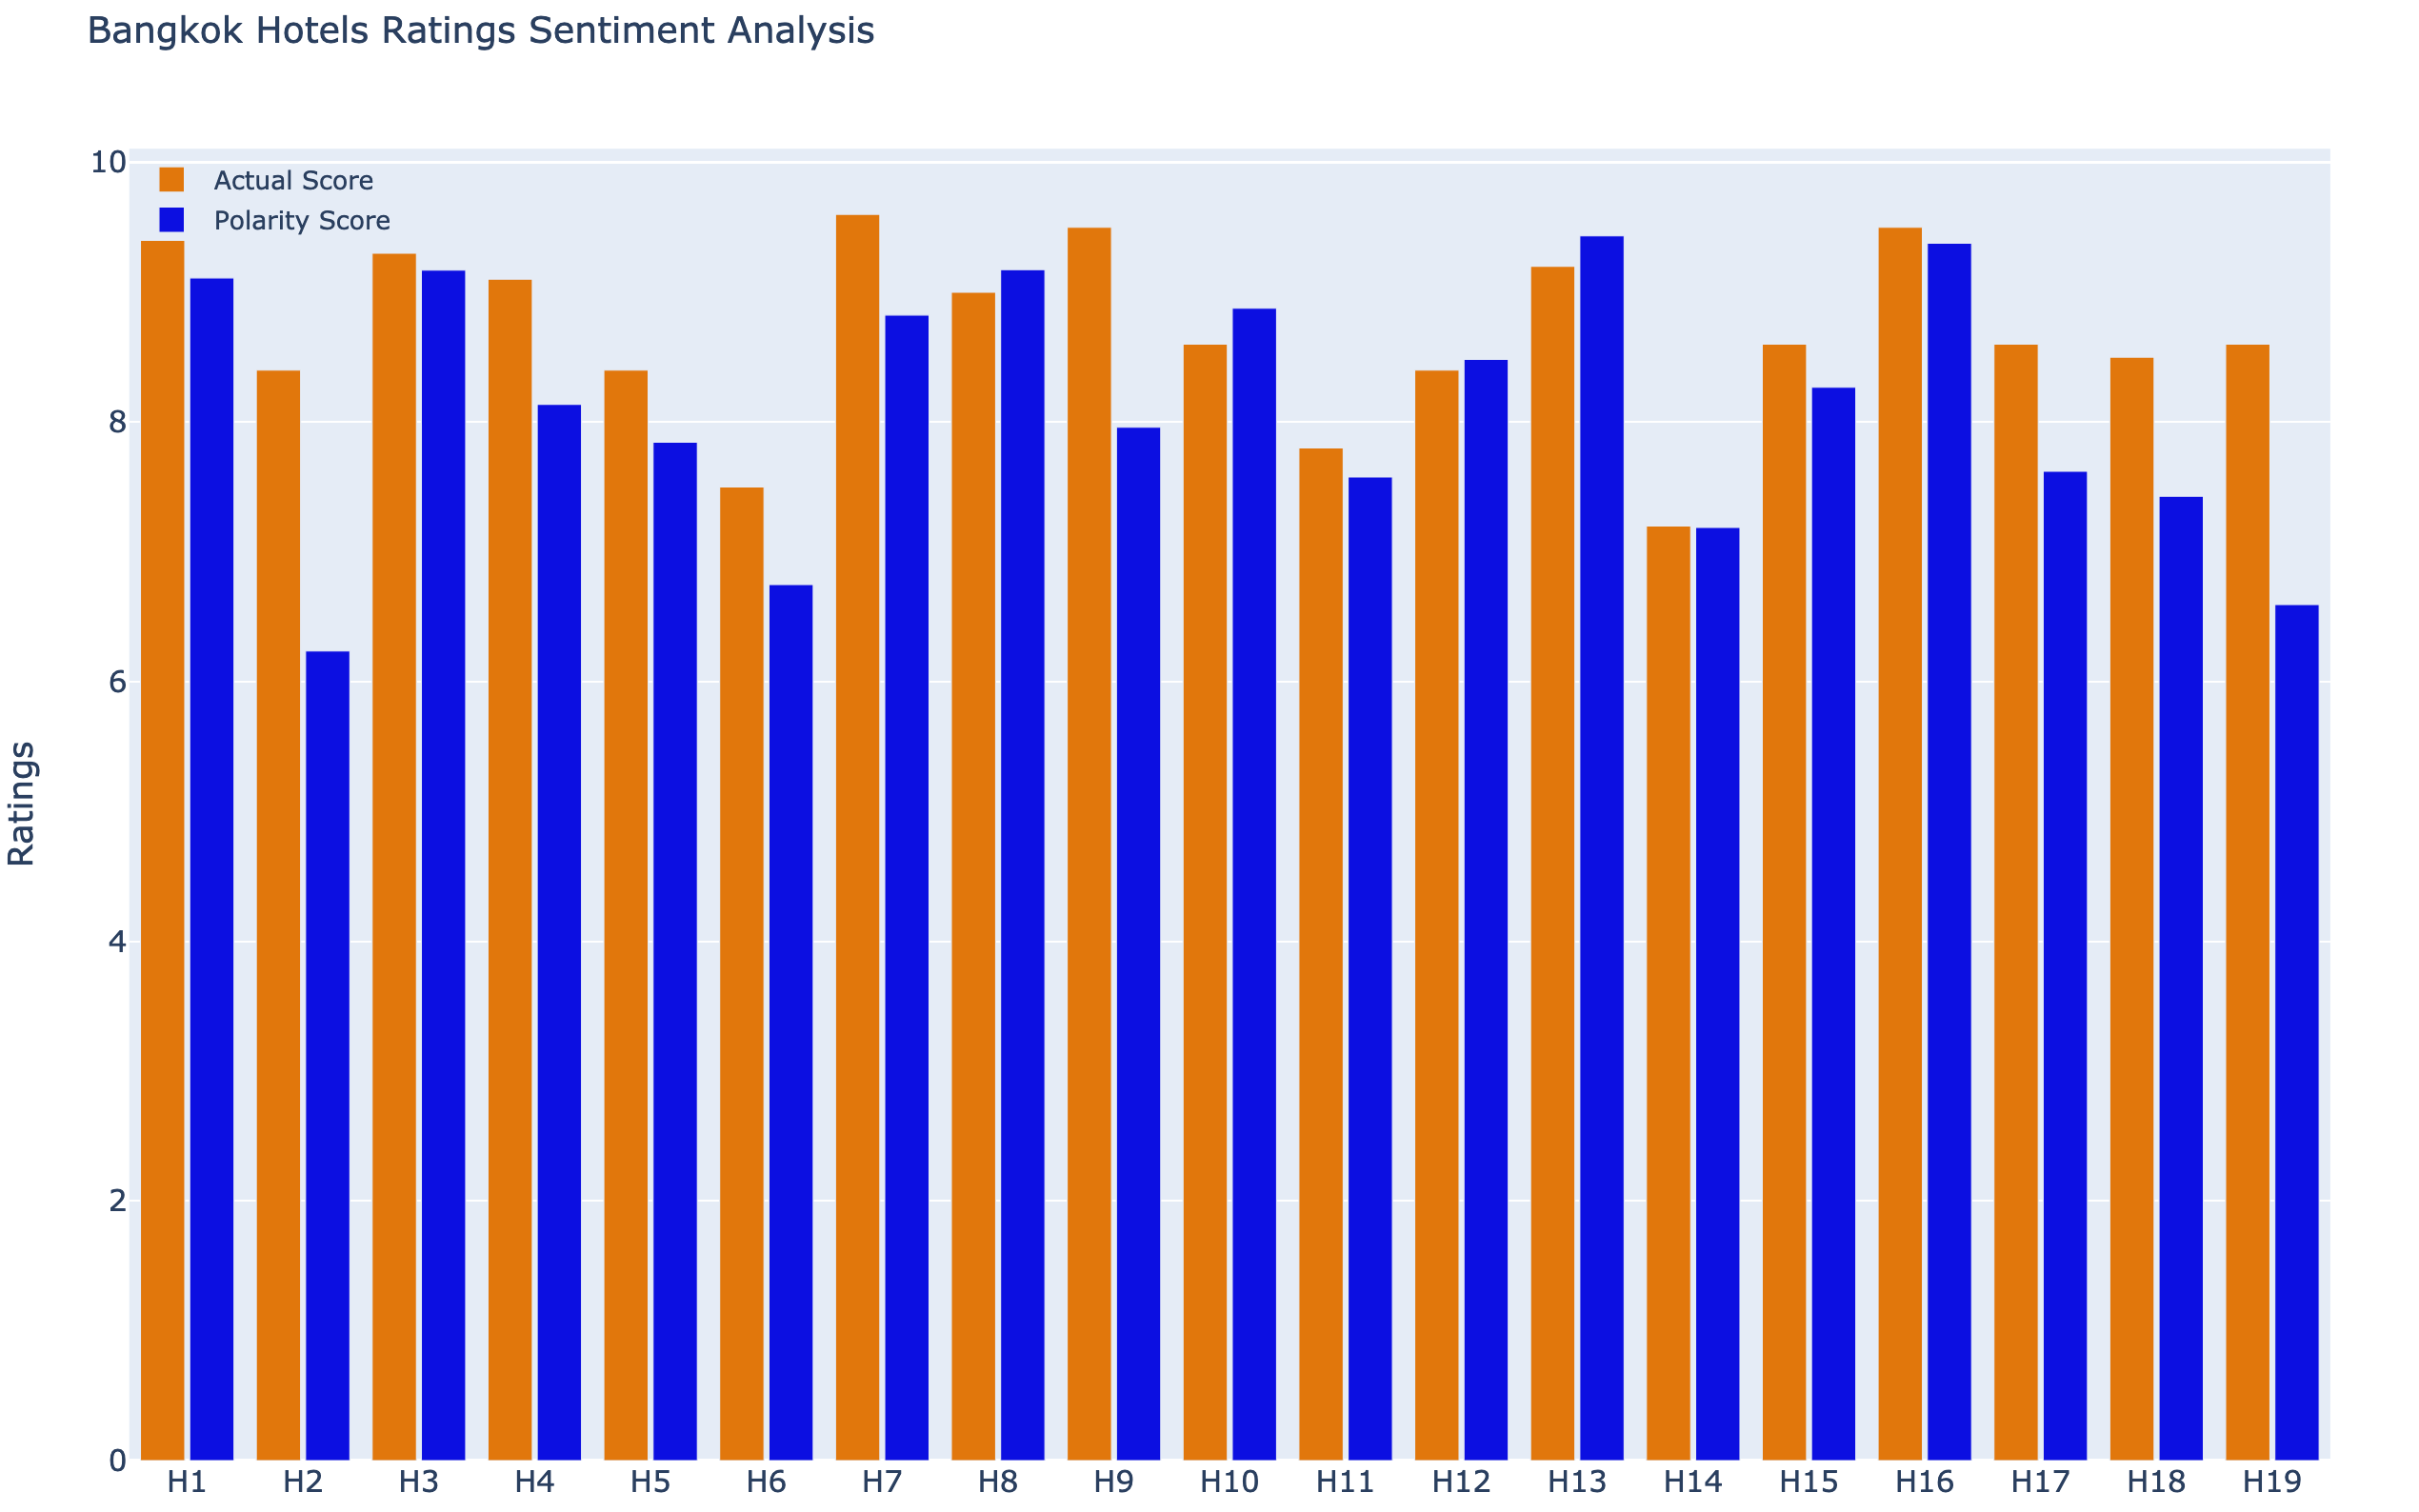 Bangkok Hotels Ratings Sentiment Analysis
10
Actual Score
Polarity Score
8
6
Ratings
4
2
0
H1 H2 H3 H4 H5 H6 H7 H8 H9 H10 H11 H12 H13 H14 H15 H16 H17 H18 H19